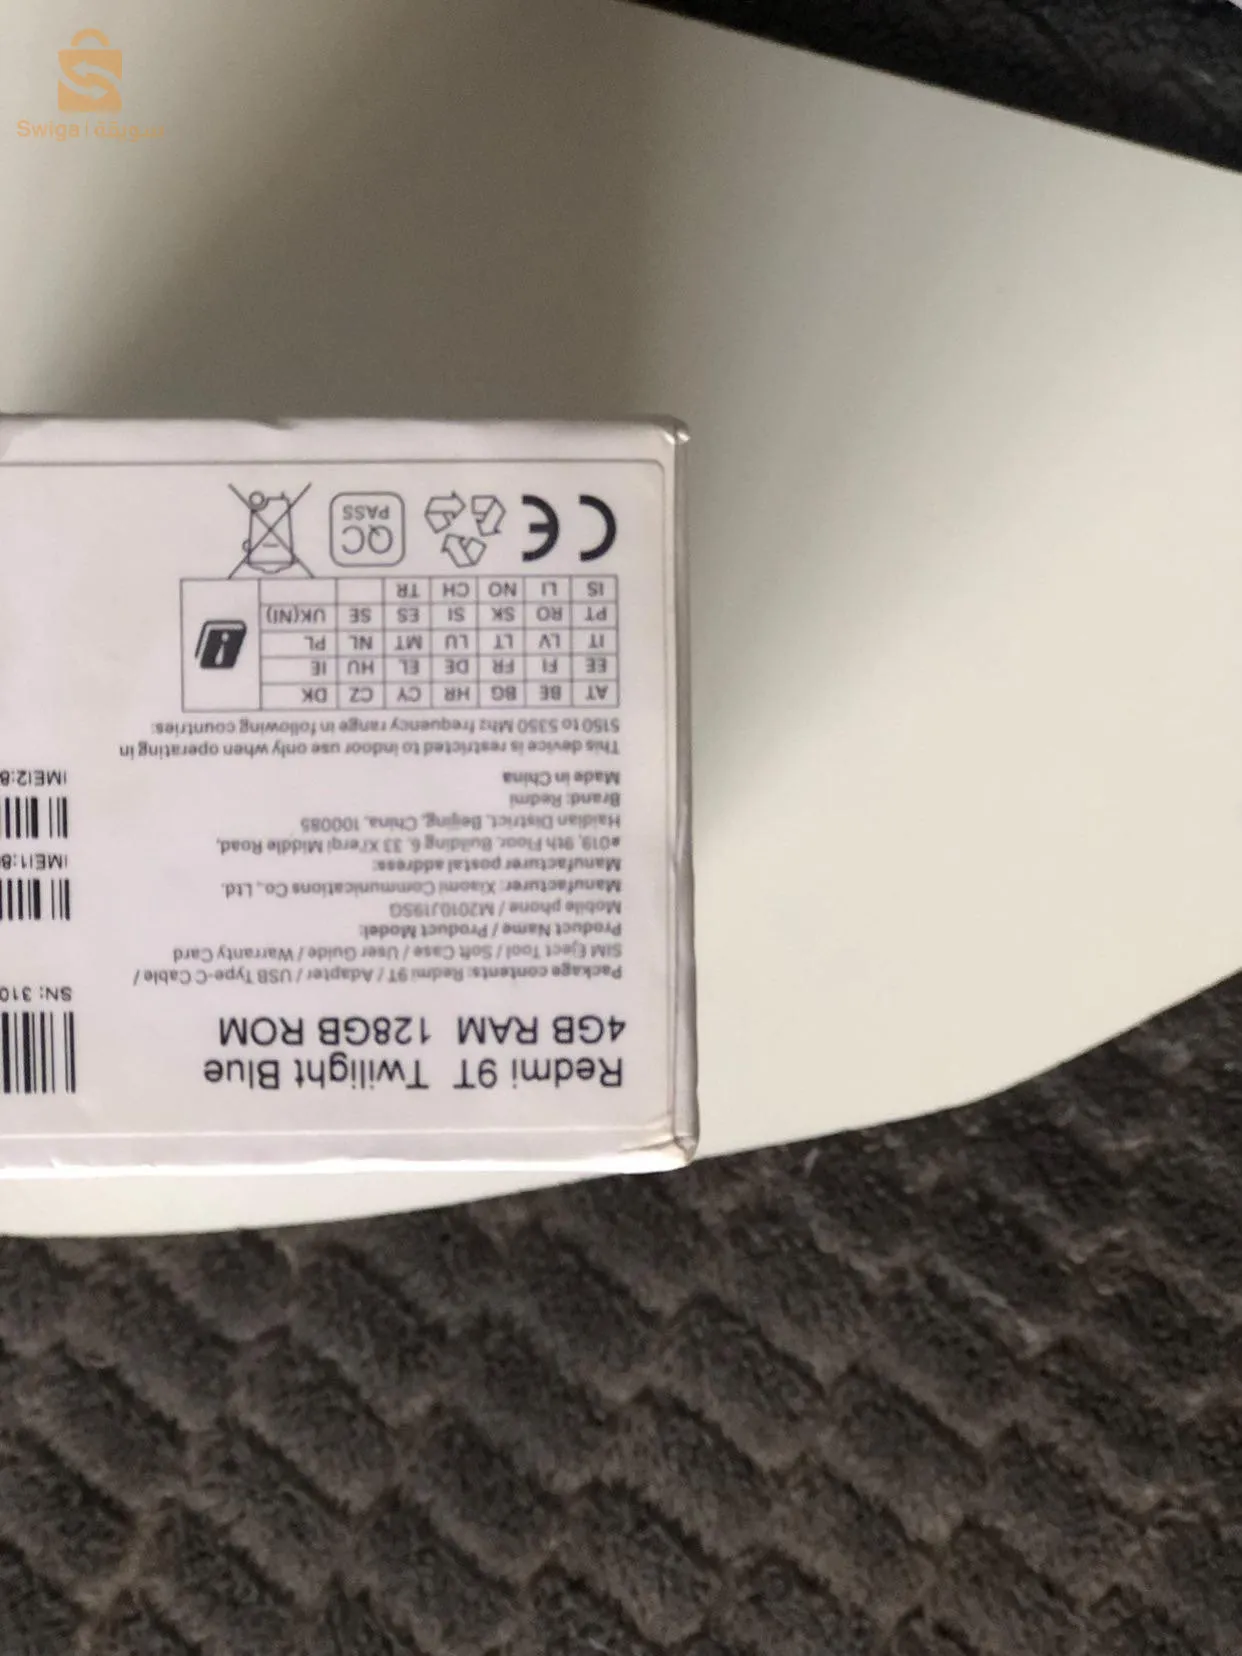 Swiga | سويقة
Redmi 9T Twilight Blue
4GB RAM 128GB ROM
Package contents: Redmi 9T / Adapter / USB Type-C Cable /
SIM Eject Tool / Soft Case / User Guide / Warranty Card
Product Name / Product Model:
Mobile phone / M2010J19SG
Manufacturer: Xiaomi Communications Co., Ltd.
Manufacturer postal address:
#019, 9th Floor, Building 6, 33 Xi'erqi Middle Road,
Haidian District, Beijing, China, 100085
Brand: Redmi
Made in China
This device is restricted to indoor use only when operating in
5150 to 5350 Mhz frequency range in following countries:
AT BE BG HR CY CZ DK
EE FI FR DE EL HU IE
IT LV LT LU MT NL PL
PT RO SK SI ES SE UK(NI)
IS LI NO CH TR
CE
QC
PASS
SN: 310
IMEI1:8
IMEI2:8